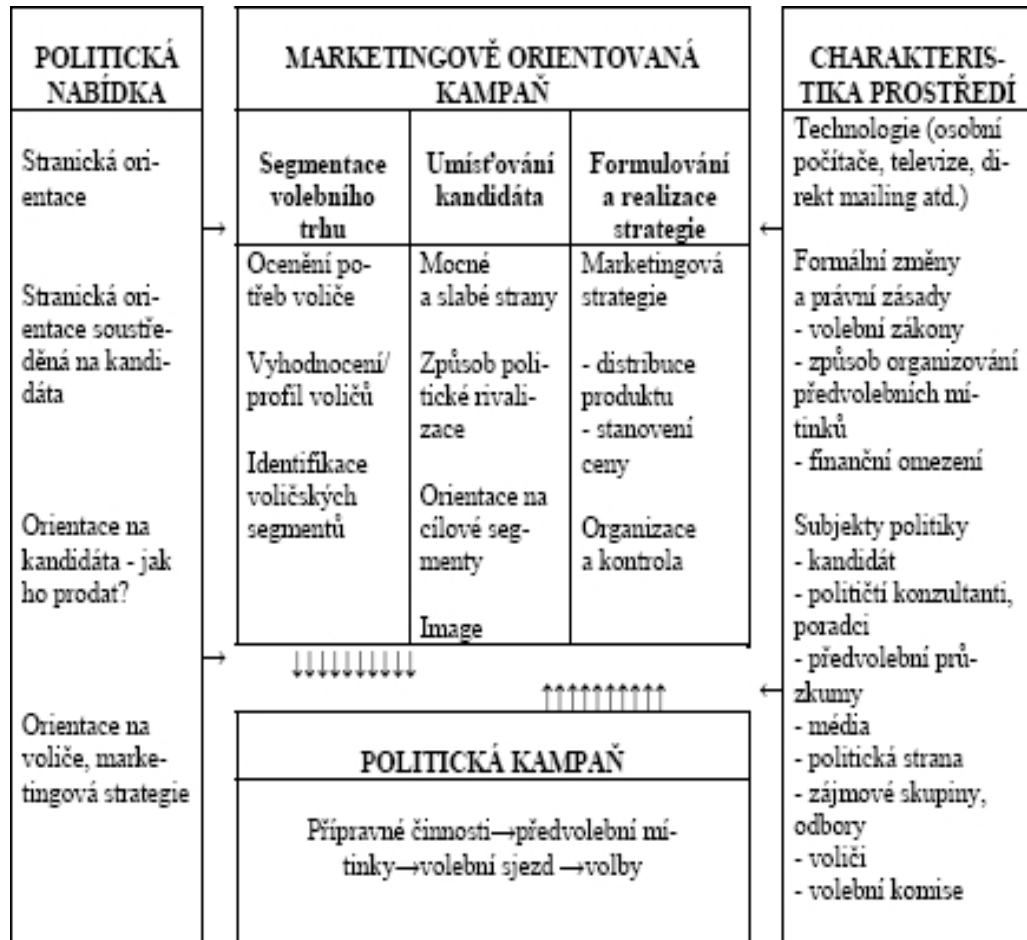 POLITICKÁ
NABÍDKA
Stranická ori-
entace
Stranická ori-
entace soustře-
děná na kandi-
dáta
Orientace na
kandidáta - jak
ho prodat?
Orientace na
voliče, marke-
tingová strategie
MARKETINGOVĚ ORIENTOVANÁ
KAMPAŇ
Segmentace
volebního
trhu
Ocenění po-
třeb voliče
Vyhodnocení/
profil voličů
Identifikace
voličských
segmentů
Umísťování
kandidáta
Mocné
a slabé strany
Způsob poli-
tické rivali-
zace
Orientace na
cílové seg-
menty
Image
Formulování
a realizace
strategie
Marketingová
strategie
- distribuce
produktu
- stanovení
ceny
Organizace
a kontrola
→
→
←
←
↓↓↓↓↓↓↓↓↓↓
↑↑↑↑↑↑↑↑↑↑
POLITICKÁ KAMPAŇ
Přípravné činnosti→předvolební mí-
tinky→volební sjezd →volby
CHARAKTERIS-
TIKA PROSTŘEDÍ
Technologie (osobní
počítače, televize, di-
rekt mailing atd.)
Formální změny
a právní zásady
- volební zákony
- způsob organizování
předvolebních mí-
tinků
- finanční omezení
Subjekty politiky
- kandidát
- političtí konzultanti,
poradci
- předvolební prů-
zkumy
- média
- politická strana
- zájmové skupiny,
odbory
- voliči
- volební komise